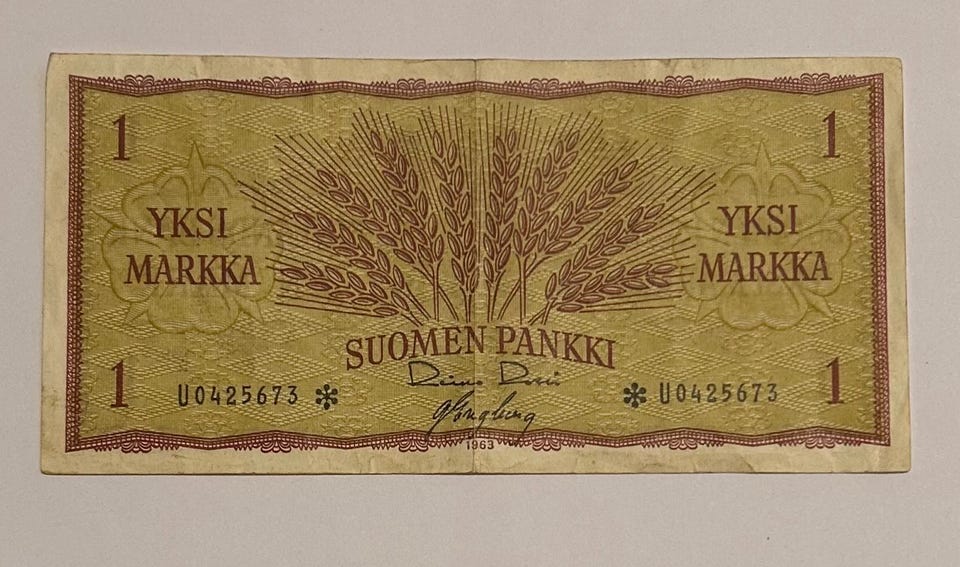 1 1
YKSI YKSI
MARKKA MARKKA
SUOMEN PANKKI
1 1
U0425673 * * U0425673
1963